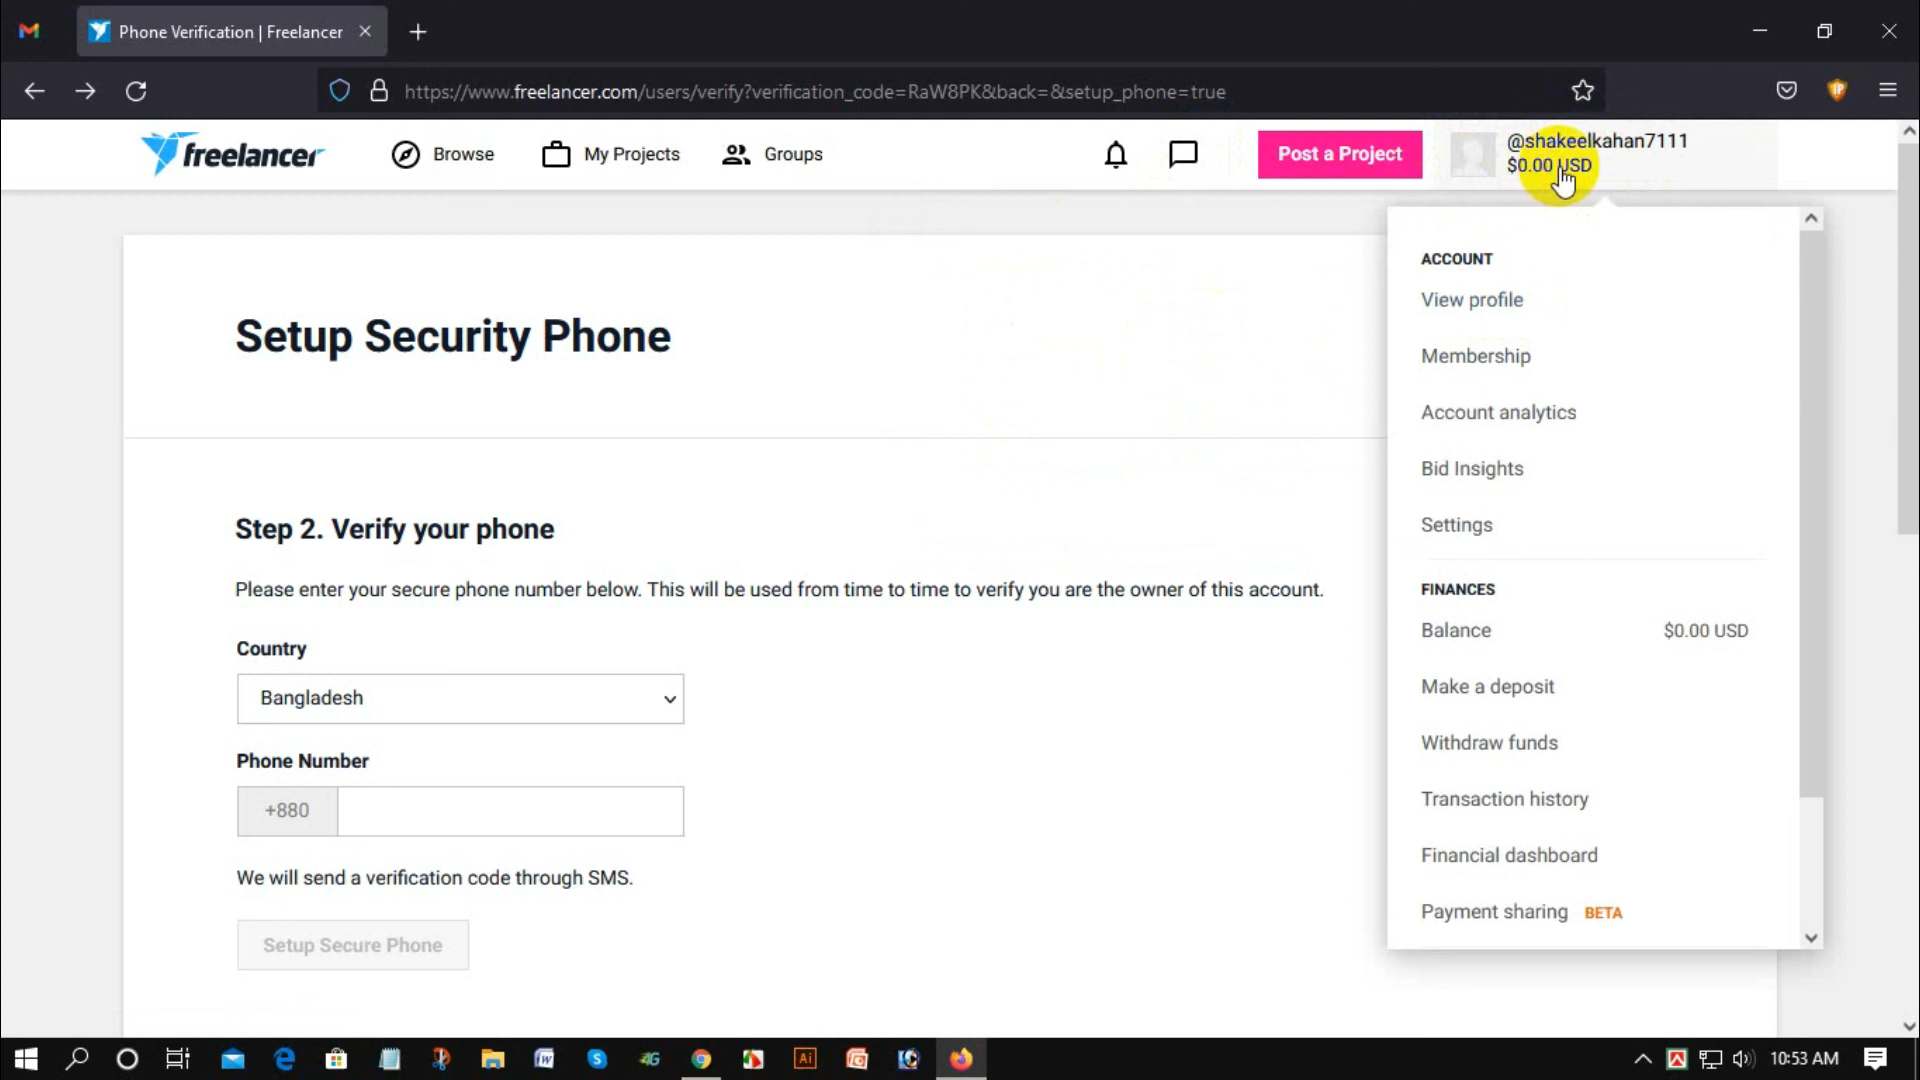 Phone Verification | Freelancer
https://www.freelancer.com/users/verify?verification_code=RaW8PK&back=&setup_phone=true
freelancer
Browse
My Projects
Groups
Post a Project
@shakeelkahan7111
$0.00 USD
Setup Security Phone
Step 2. Verify your phone
Please enter your secure phone number below. This will be used from time to time to verify you are the owner of this account.
Country
Bangladesh
Phone Number
+880
We will send a verification code through SMS.
Setup Secure Phone
ACCOUNT
View profile
Membership
Account analytics
Bid Insights
Settings
FINANCES
Balance $0.00 USD
Make a deposit
Withdraw funds
Transaction history
Financial dashboard
Payment sharing BETA
4G
Ai
10:53 AM